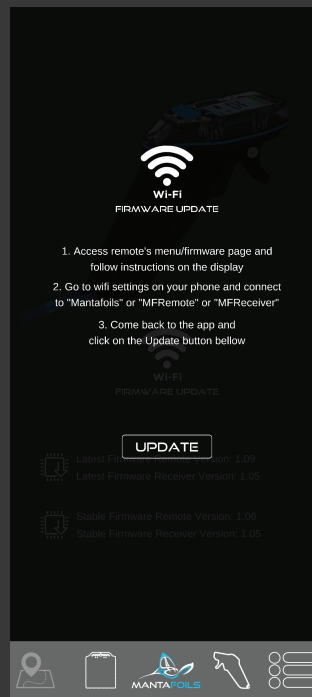 Wi-Fi
FIRMWARE UPDATE
1. Access remote's menu/firmware page and
follow instructions on the display
2. Go to wifi settings on your phone and connect
to "Mantafoils" or "MFRemote" or "MFReceiver"
3. Come back to the app and
click on the Update button bellow
Wi-Fi
FIRMWARE UPDATE
UPDATE
Latest Firmware Remote Version: 1.09
Latest Firmware Receiver Version: 1.05
Stable Firmware Remote Version: 1.06
Stable Firmware Receiver Version: 1.05
MANTAFOILS